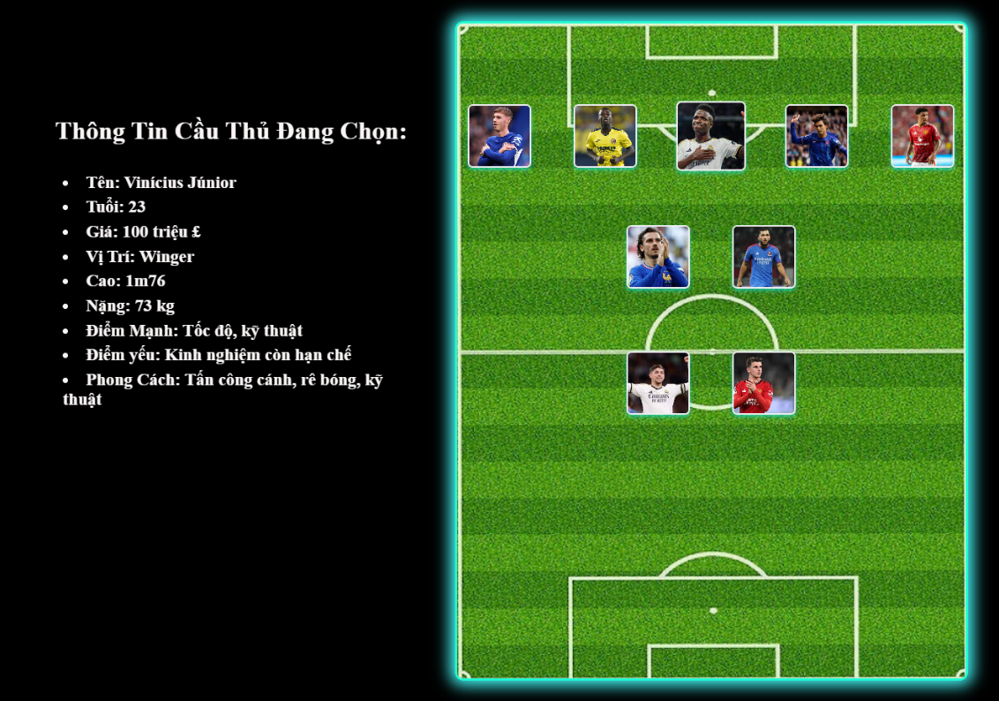 Thông Tin Cầu Thủ Đang Chọn:
Tên: Vinícius Júnior
Tuổi: 23
Giá: 100 triệu £
Vị Trí: Winger
Cao: 1m76
Nặng: 73 kg
Điểm Mạnh: Tốc độ, kỹ thuật
Điểm yếu: Kinh nghiệm còn hạn chế
Phong Cách: Tấn công cánh, rê bóng, kỹ
thuật